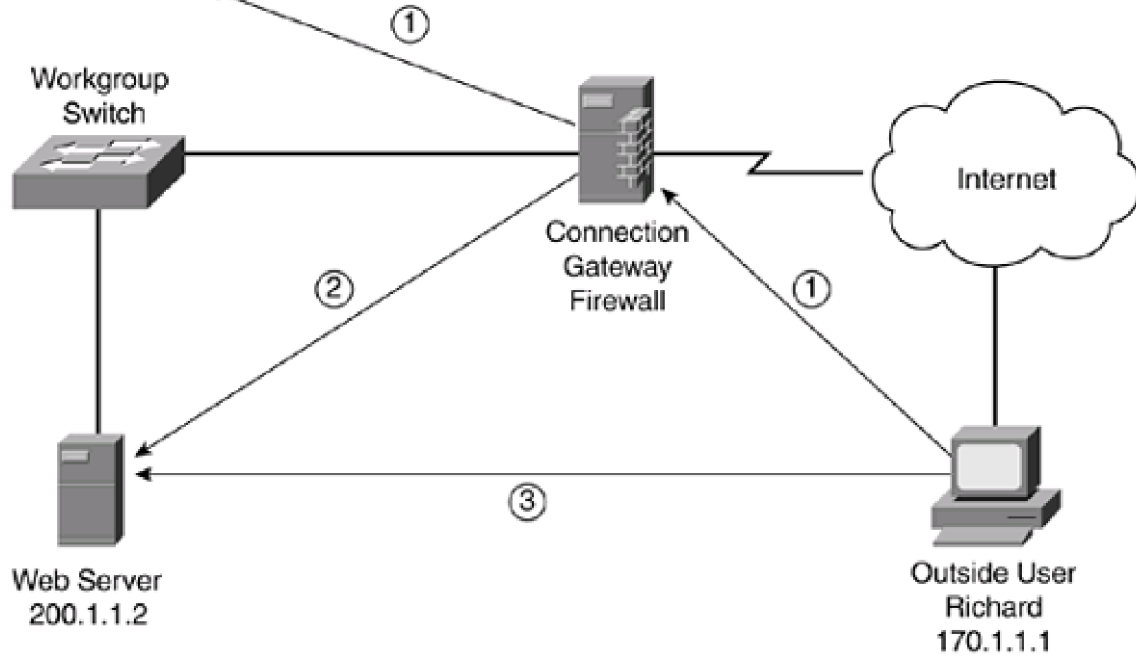 1
Workgroup
Switch
Internet
Connection
Gateway
Firewall
2
1
3
Web Server
200.1.1.2
Outside User
Richard
170.1.1.1